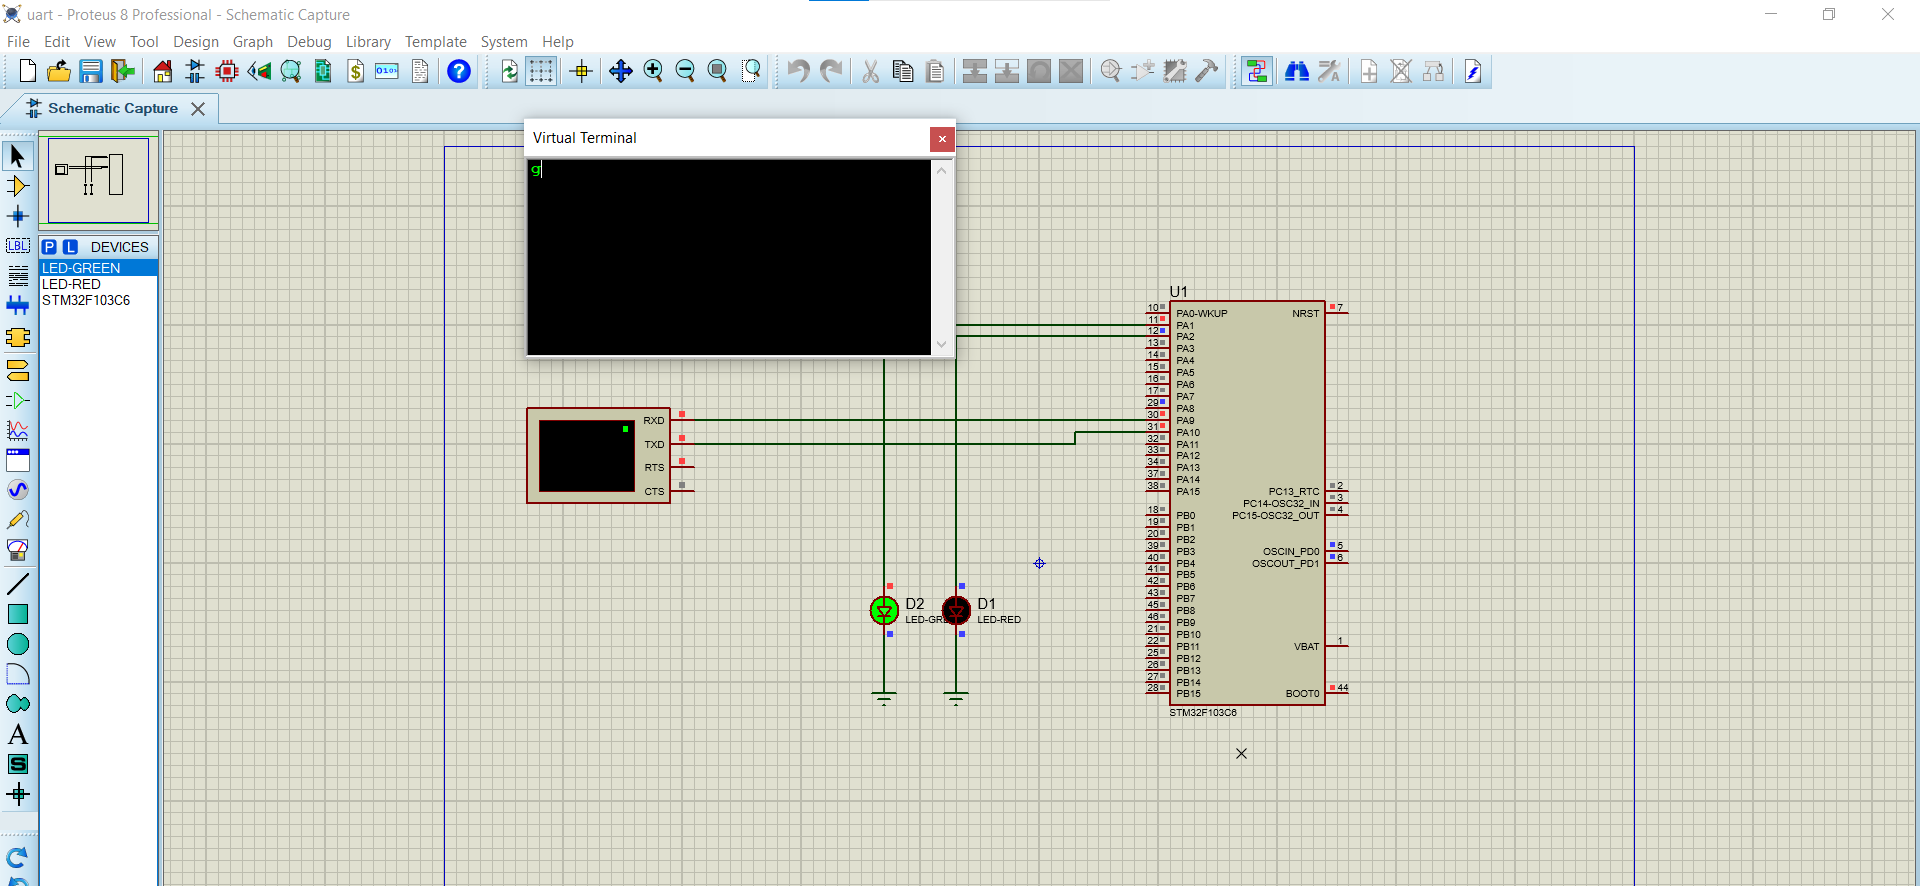 uart - Proteus 8 Professional - Schematic Capture
File Edit View Tool Design Graph Debug Library Template System Help
Schematic Capture
Virtual Terminal
g
P L DEVICES
LED-GREEN
LED-RED
STM32F103C6
LBL
A
S
RXD
TXD
RTS
CTS
D2
LED-GR
D1
LED-RED
U1
10 PA0-WKUP
11 PA1
12 PA2
13 PA3
14 PA4
15 PA5
16 PA6
17 PA7
29 PA8
30 PA9
31 PA10
32 PA11
33 PA12
34 PA13
37 PA14
38 PA15
18 PB0
19 PB1
20 PB2
39 PB3
40 PB4
41 PB5
42 PB6
43 PB7
45 PB8
46 PB9
21 PB10
22 PB11
25 PB12
26 PB13
27 PB14
28 PB15
NRST 7
PC13_RTC 2
PC14-OSC32_IN 3
PC15-OSC32_OUT 4
OSCIN_PD0 5
OSCOUT_PD1 6
VBAT 1
BOOT0 44
STM32F103C6